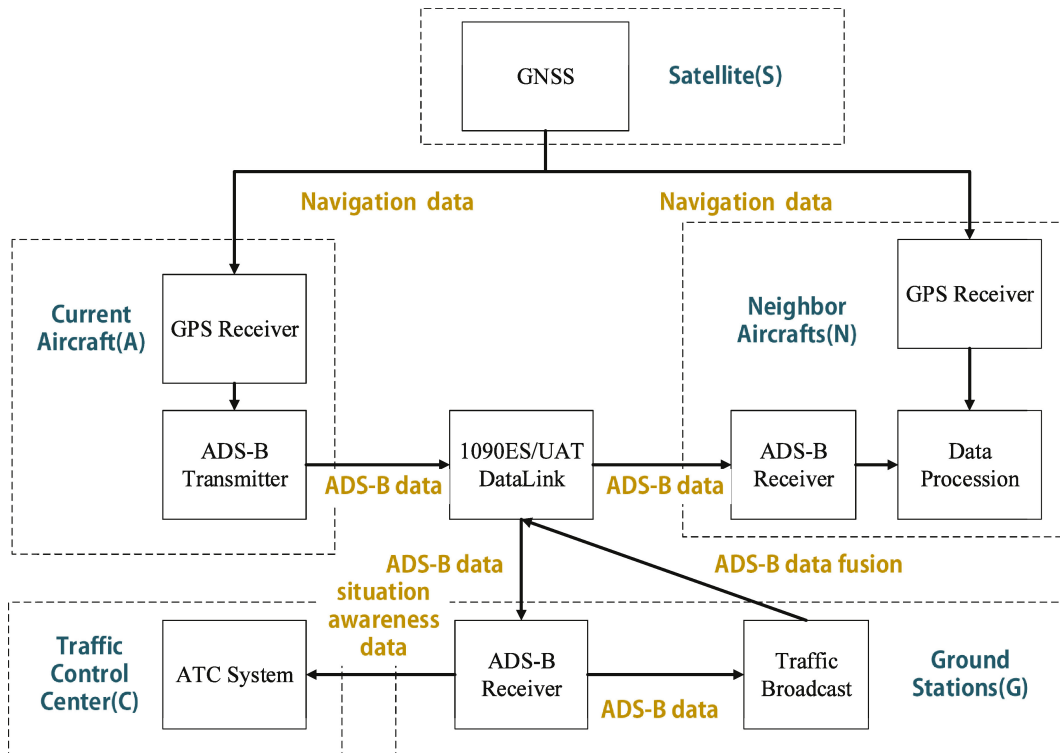 GNSS
Satellite(S)
Navigation data
Navigation data
Current
Aircraft(A)
GPS Receiver
Neighbor
Aircrafts(N)
GPS Receiver
ADS-B
Transmitter
1090ES/UAT
DataLink
ADS-B
Receiver
Data
Procession
ADS-B data
ADS-B data
ADS-B data
situation
awareness
data
ADS-B data fusion
Traffic
Control
Center(C)
ATC System
ADS-B
Receiver
Traffic
Broadcast
Ground
Stations(G)
ADS-B data